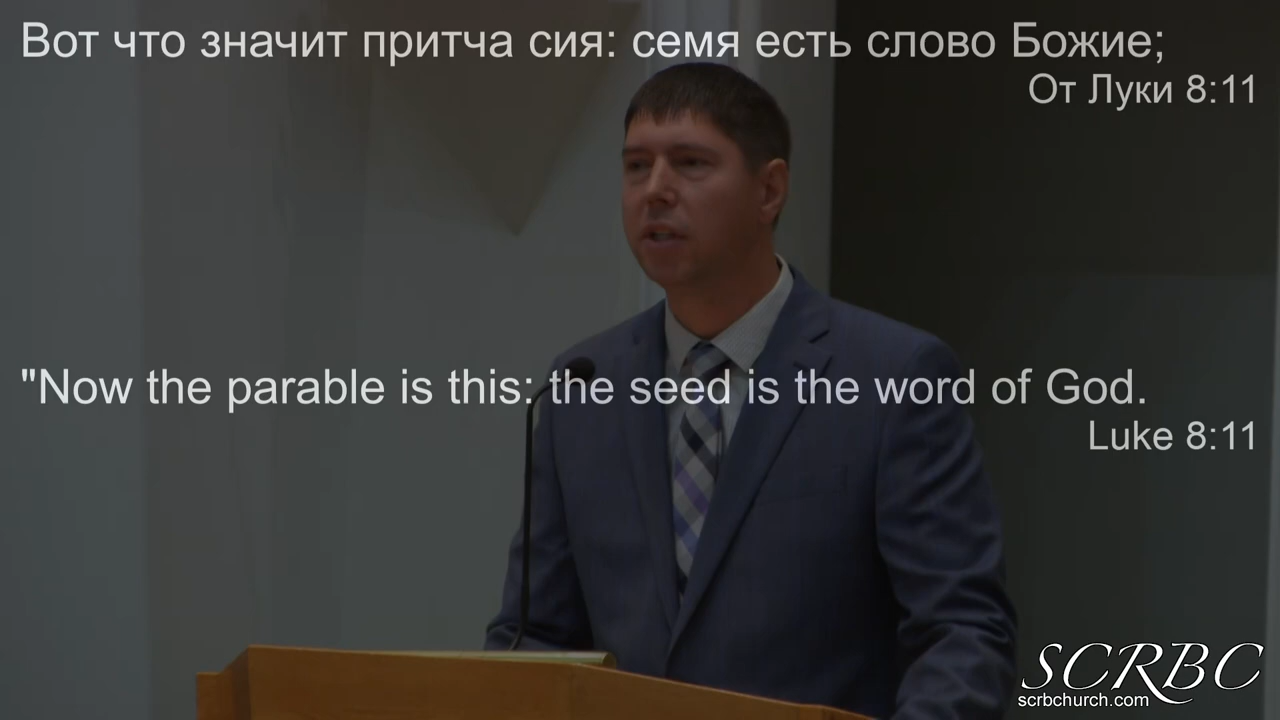 Вот что значит притча сия: семя есть слово Божие;
От Луки 8:11
"Now the parable is this: the seed is the word of God.
Luke 8:11
SCRBC
scrbchurch.com